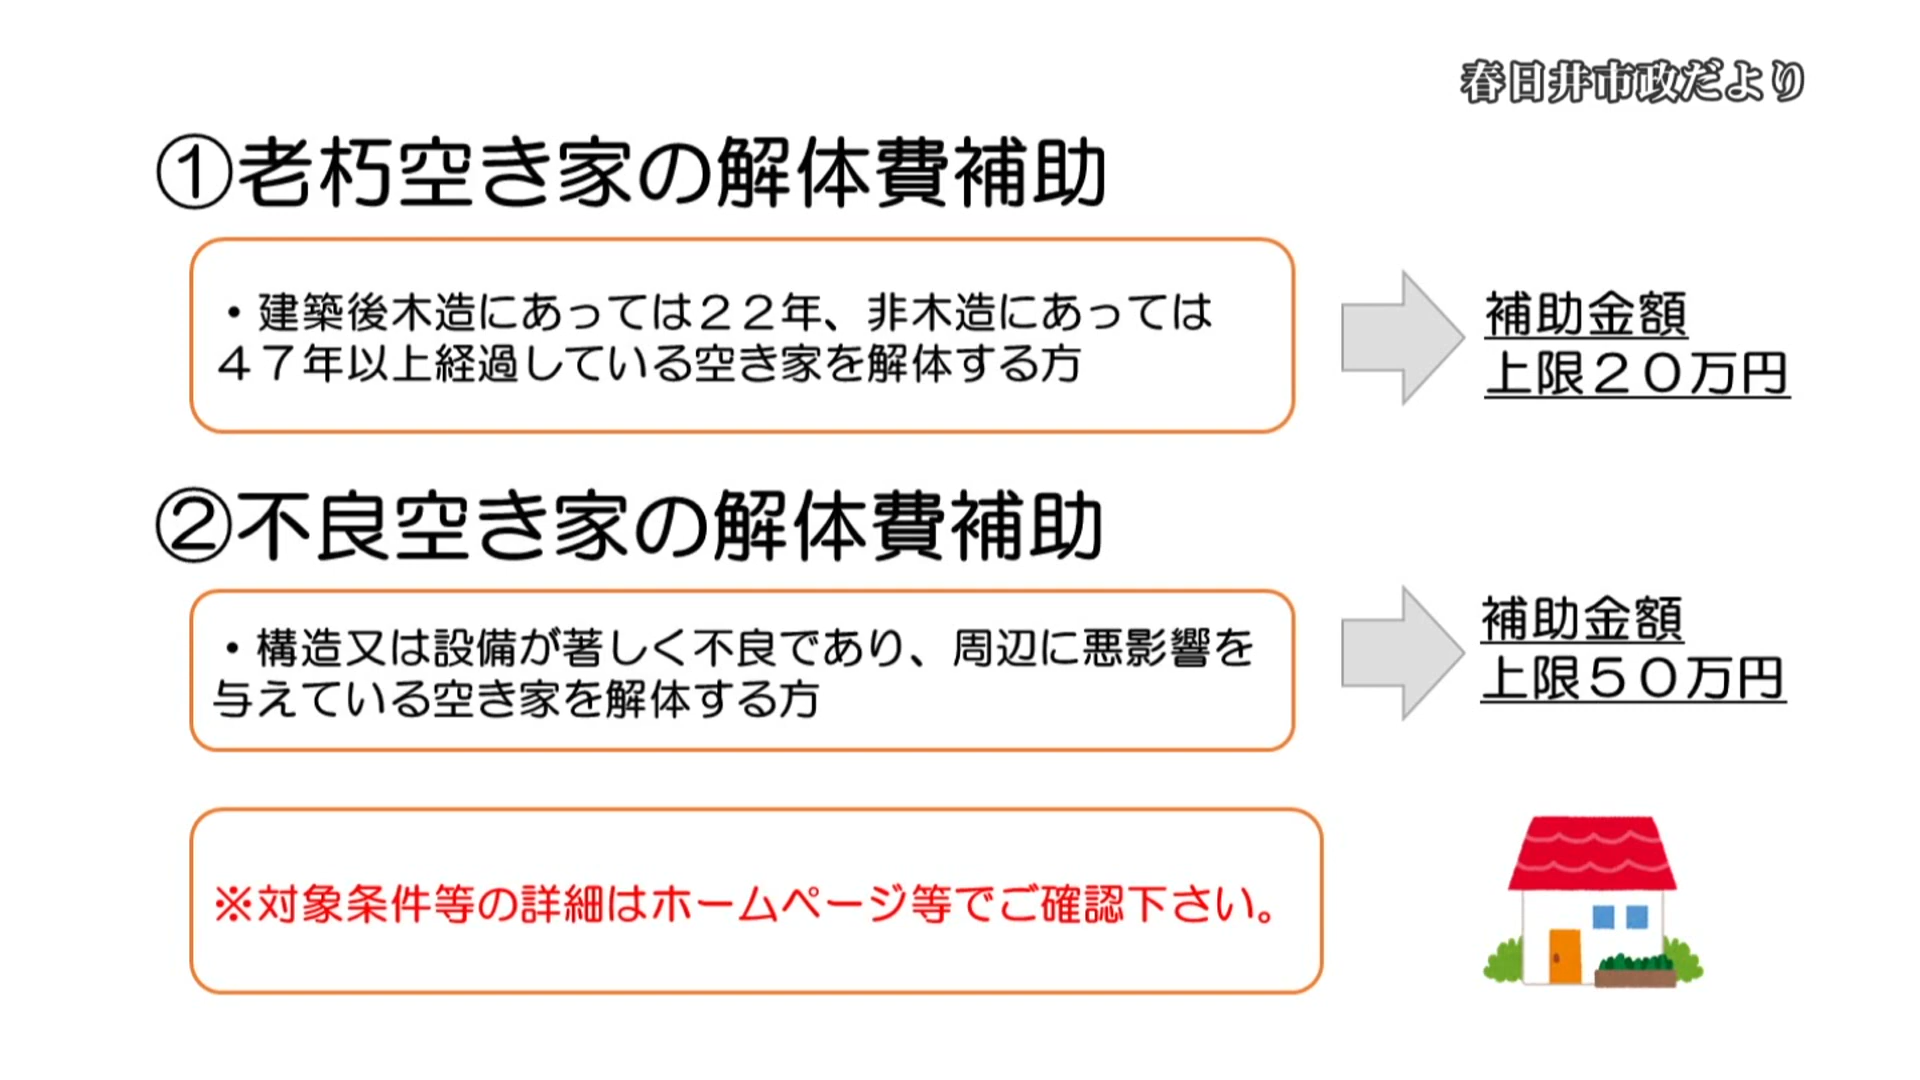 春日井市政だより
①老朽空き家の解体費補助
・建築後木造にあっては２２年、非木造にあっては
４７年以上経過している空き家を解体する方
補助金額
上限２０万円
②不良空き家の解体費補助
・構造又は設備が著しく不良であり、周辺に悪影響を
与えている空き家を解体する方
補助金額
上限５０万円
※対象条件等の詳細はホームページ等でご確認下さい。